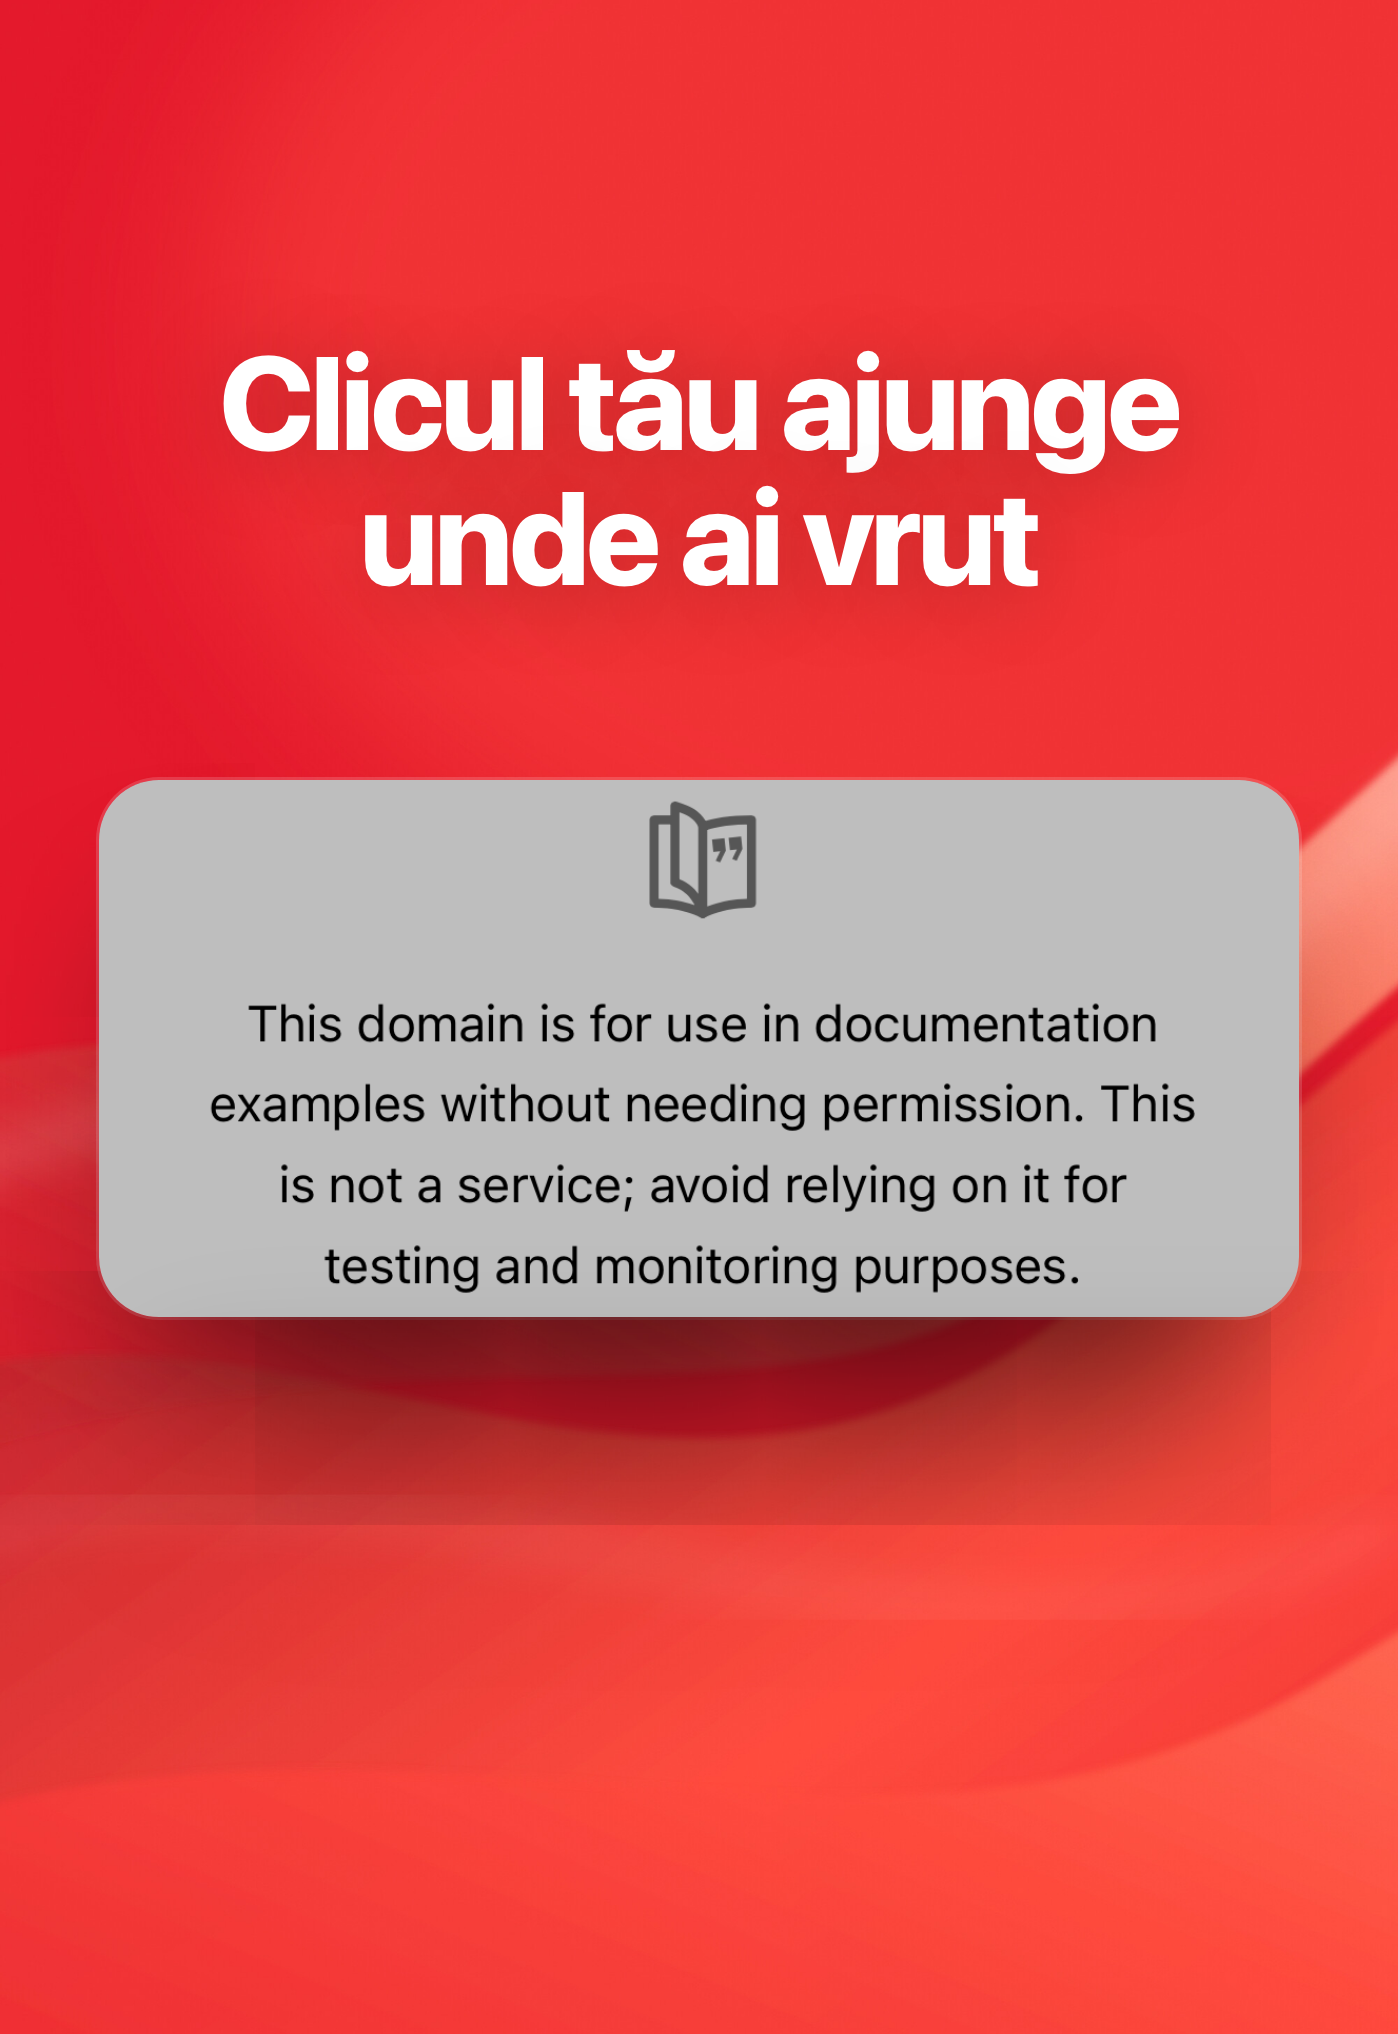 Clicul tău ajunge
unde ai vrut
This domain is for use in documentation
examples without needing permission. This
is not a service; avoid relying on it for
testing and monitoring purposes.